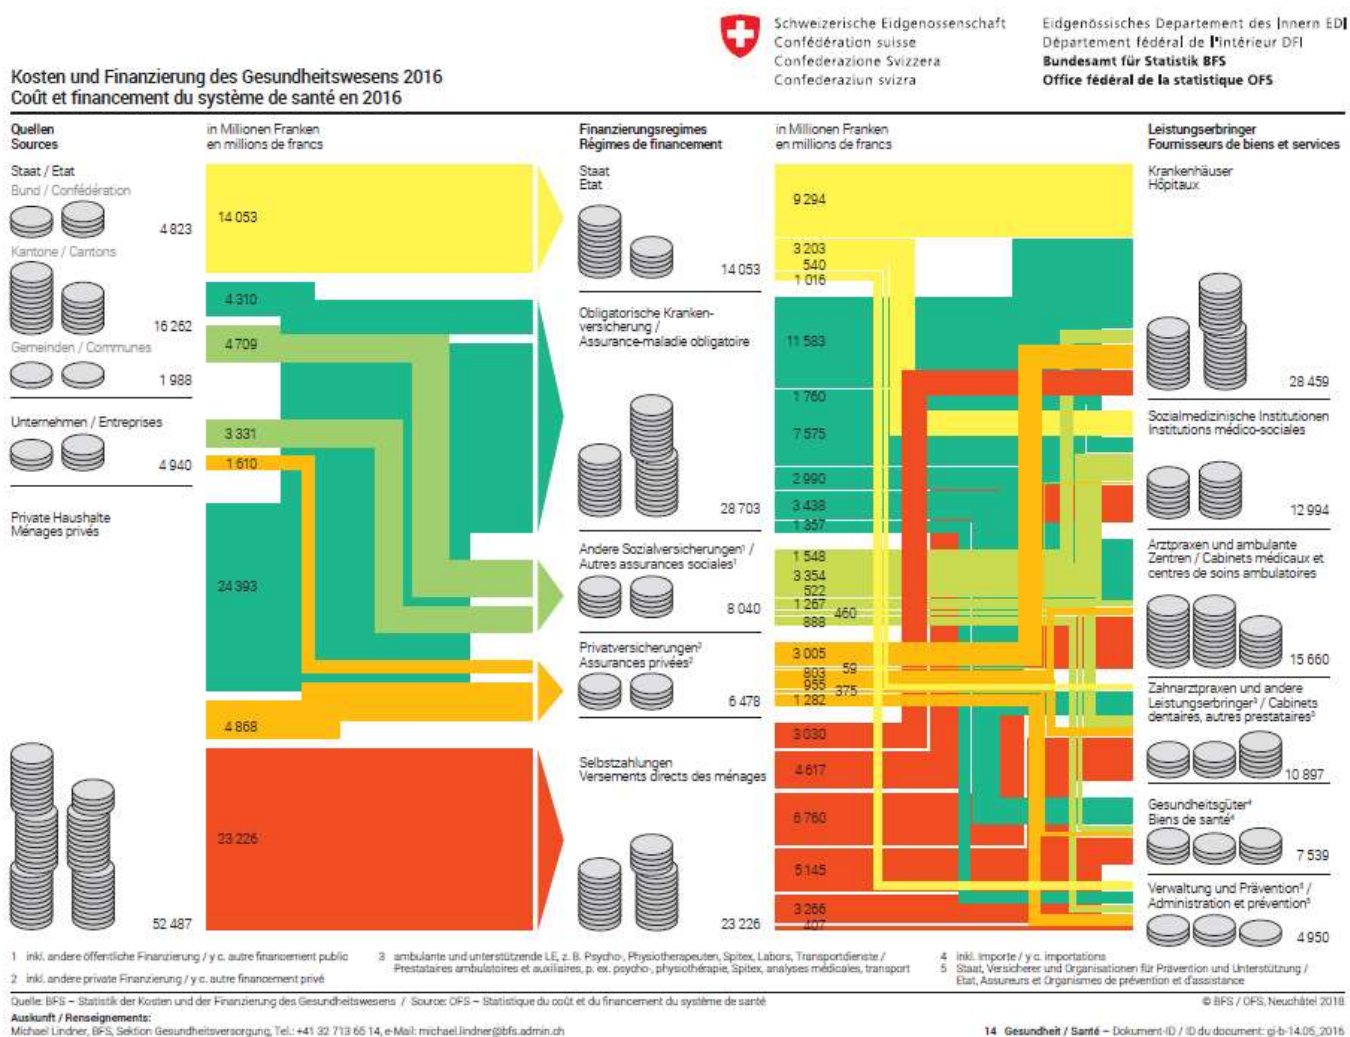 Schweizerische Eidgenossenschaft
Confédération suisse
Confederazione Svizzera
Confederaziun svizra
Eidgenössisches Departement des Innern EDI
Département fédéral de l'intérieur DFI
Bundesamt für Statistik BFS
Office fédéral de la statistique OFS
Kosten und Finanzierung des Gesundheitswesens 2016
Coût et financement du système de santé en 2016
Quellen
Sources
in Millionen Franken
en millions de francs
Finanzierungsregimes
Régimes de financement
in Millionen Franken
en millions de francs
Leistungserbringer
Fournisseurs de biens et services
Staat / Etat
Bund / Confédération
4 823
Kantone / Cantons
16 262
Gemeinden / Communes
1 988
Unternehmen / Entreprises
4 940
Private Haushalte
Ménages privés
52 487
14 053
4 310
4 709
3 331
1 610
24 393
4 868
23 226
Staat
Etat
14 053
Obligatorische Kranken-
versicherung /
Assurance-maladie obligatoire
28 703
Andere Sozialversicherungen¹ /
Autres assurances sociales¹
8 040
Privatversicherungen²
Assurances privées²
6 478
Selbstzahlungen
Versements directs des ménages
23 226
9 294
3 203
540
1 016
11 583
1 760
7 575
2 990
3 438
1 357
1 548
3 354
522
1 267
460
888
3 005
59
803
955
375
1 282
3 030
4 617
6 760
5 145
3 266
407
Krankenhäuser
Hôpitaux
28 459
Sozialmedizinische Institutionen
Institutions médico-sociales
12 994
Arztpraxen und ambulante
Zentren / Cabinets médicaux et
centres de soins ambulatoires
15 660
Zahnarztpraxen und andere
Leistungserbringer³ / Cabinets
dentaires, autres prestataires³
10 897
Gesundheitsgüter⁴
Biens de santé⁴
7 539
Verwaltung und Prävention⁵ /
Administration et prévention⁵
4 950
1 inkl. andere öffentliche Finanzierung / y c. autre financement public
2 inkl. andere private Finanzierung / y c. autre financement privé
3 ambulante und unterstützende LE, z. B. Psycho-, Physiotherapeuten, Spitex, Labors, Transportdienste /
Prestataires ambulatoires et auxiliaires, p. ex. psycho-, physiothérapie, Spitex, analyses médicales, transport
4 inkl. Importe / y c. importations
5 Staat, Versicherer und Organisationen für Prävention und Unterstützung /
Etat, Assureurs et Organismes de prévention et d'assistance
Quelle: BFS – Statistik der Kosten und der Finanzierung des Gesundheitswesens / Source: OFS – Statistique du coût et du financement du système de santé
© BFS / OFS, Neuchâtel 2018
Auskunft / Renseignements:
Michael Lindner, BFS, Sektion Gesundheitsversorgung, Tel.: +41 32 713 65 14, e-Mail: michael.lindner@bfs.admin.ch
14 Gesundheit / Santé – Dokument-ID / ID du document: gi-b-14.05_2016